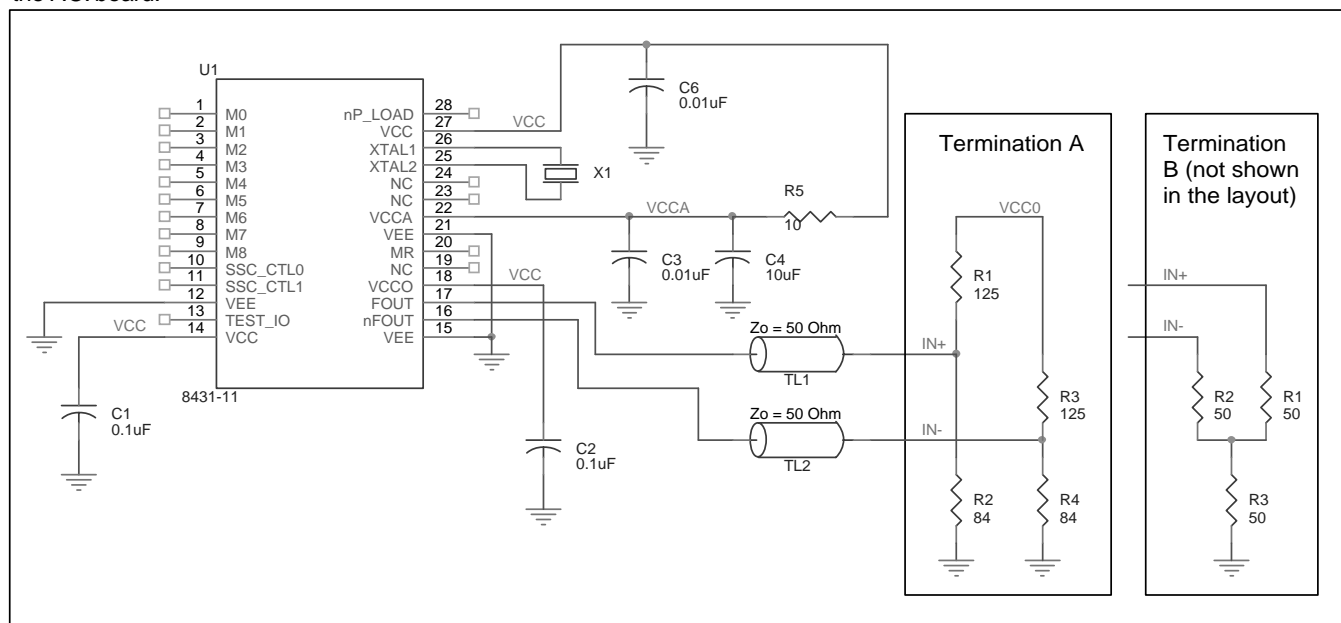 U1
1 M0
2 M1
3 M2
4 M3
5 M4
6 M5
7 M6
8 M7
9 M8
10 SSC_CTL0
11 SSC_CTL1
12 VEE
13 TEST_IO
14 VCC
nP_LOAD 28
VCC 27
XTAL1 26
XTAL2 25
NC 24
NC 23
VCCA 22
VEE 21
MR 20
NC 19
VCCO 18
FOUT 17
nFOUT 16
VEE 15
8431-11
VCC
C1
0.1uF
VCC
C6
0.01uF
X1
VCCA
R5
10
C3
0.01uF
C4
10uF
VCC
C2
0.1uF
Zo = 50 Ohm
TL1
Zo = 50 Ohm
TL2
Termination A
VCC0
R1
125
IN+
R3
125
IN-
R2
84
R4
84
Termination
B (not shown
in the layout)
IN+
IN-
R2
50
R1
50
R3
50